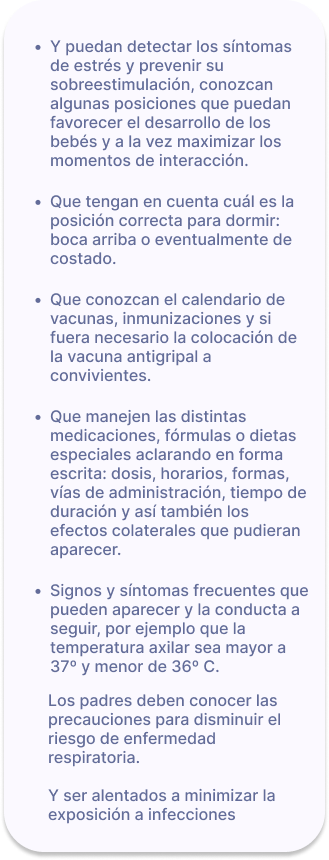 • Y puedan detectar los síntomas
de estrés y prevenir su
sobreestimulación, conozcan
algunas posiciones que puedan
favorecer el desarrollo de los
bebés y a la vez maximizar los
momentos de interacción.
• Que tengan en cuenta cuál es la
posición correcta para dormir:
boca arriba o eventualmente de
costado.
• Que conozcan el calendario de
vacunas, inmunizaciones y si
fuera necesario la colocación de
la vacuna antigripal a
convivientes.
• Que manejen las distintas
medicaciones, fórmulas o dietas
especiales aclarando en forma
escrita: dosis, horarios, formas,
vías de administración, tiempo de
duración y así también los
efectos colaterales que pudieran
aparecer.
• Signos y síntomas frecuentes que
pueden aparecer y la conducta a
seguir, por ejemplo que la
temperatura axilar sea mayor a
37º y menor de 36º C.
Los padres deben conocer las
precauciones para disminuir el
riesgo de enfermedad
respiratoria.
Y ser alentados a minimizar la
exposición a infecciones